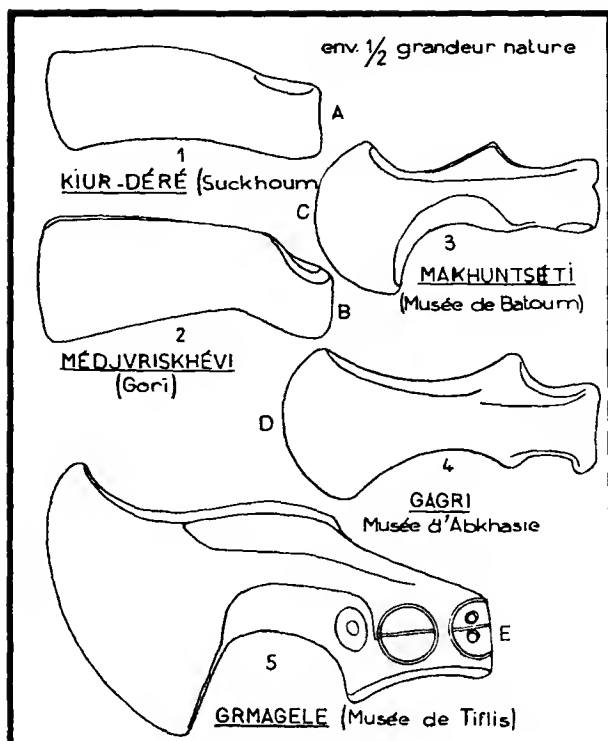 env. 1/2 grandeur nature
A
1
KIUR-DÉRÉ (Suckhoum
C
3
MAKHUNTSÉTI
(Musée de Batoum)
B
2
MÉDJVRISKHÉVI
(Gori)
D
4
GAGRI
Musée d'Abkhasie
E
5
GRMAGELE (Musée de Tiflis)